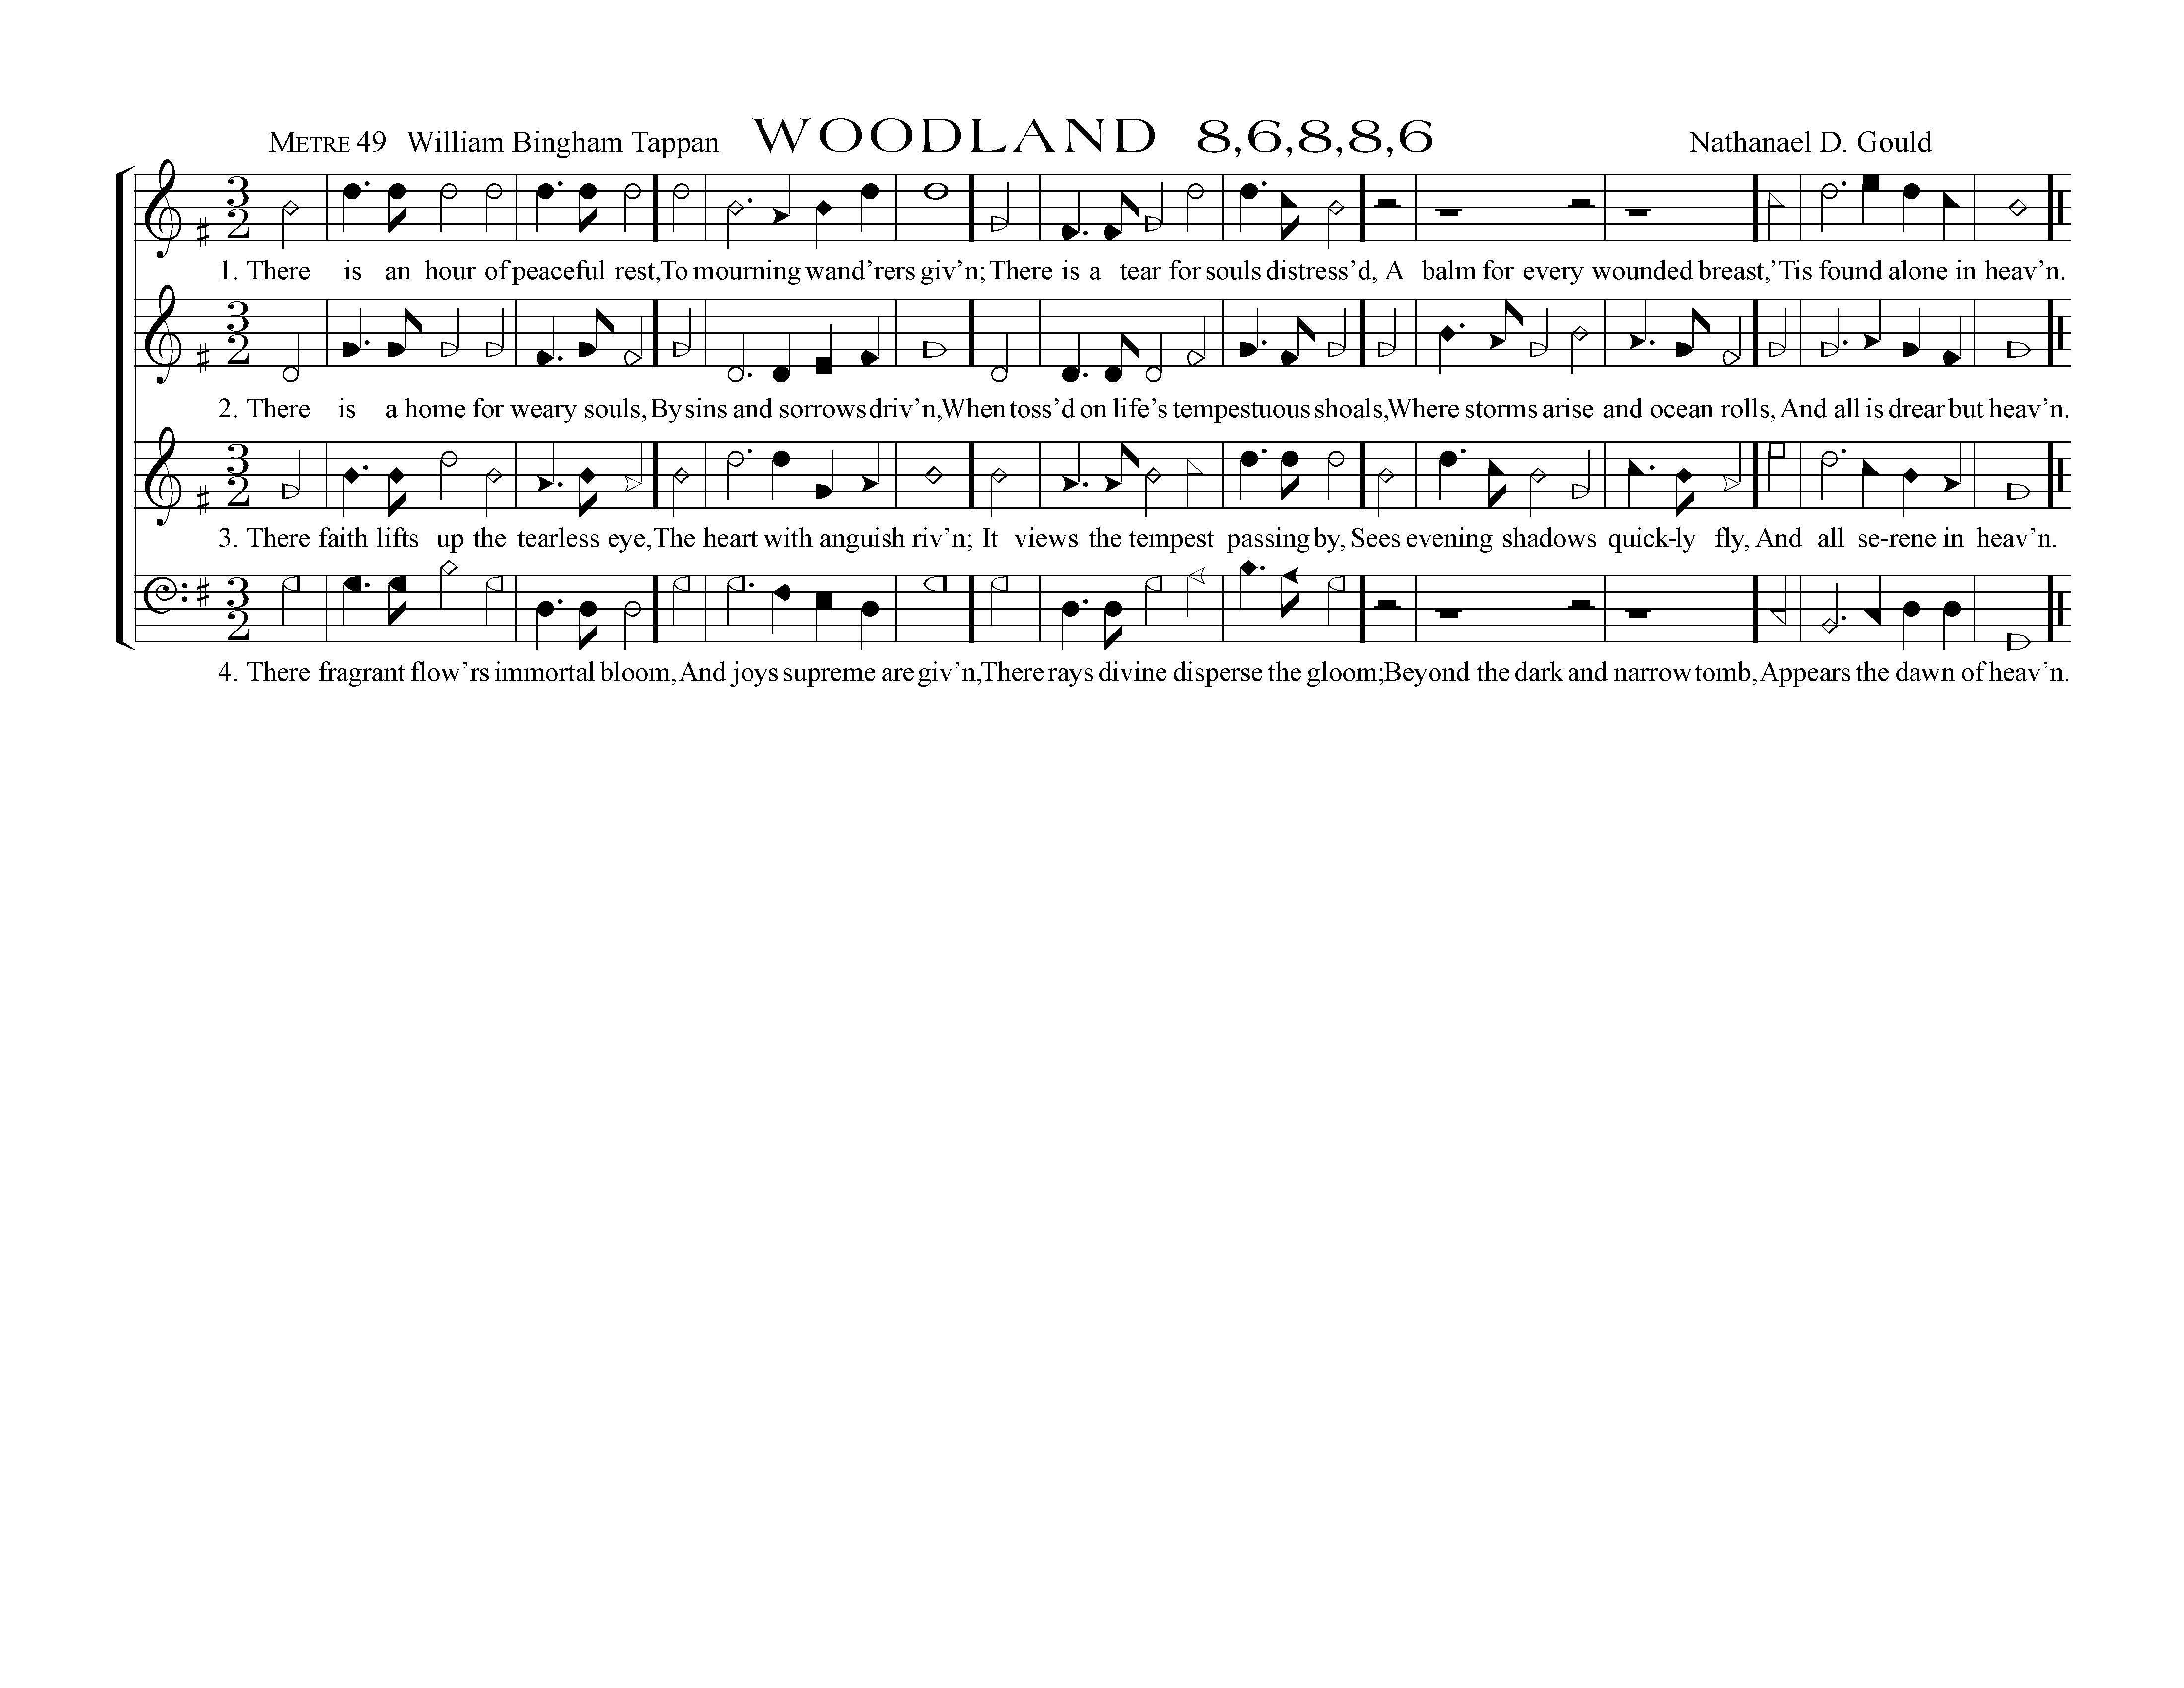 METRE 49 William Bingham Tappan WOODLAND 8,6,8,8,6 Nathanael D. Gould
3
2
1. There is an hour of peaceful rest, To mourning wand’rers giv’n; There is a tear for souls distress’d, A balm for every wounded breast, ’Tis found alone in heav’n.
3
2
2. There is a home for weary souls, By sins and sorrows driv’n, When toss’d on life’s tempestuous shoals, Where storms arise and ocean rolls, And all is drear but heav’n.
3
2
3. There faith lifts up the tearless eye, The heart with anguish riv’n; It views the tempest passing by, Sees evening shadows quick-ly fly, And all se-rene in heav’n.
3
2
4. There fragrant flow’rs immortal bloom, And joys supreme are giv’n, There rays divine disperse the gloom; Beyond the dark and narrow tomb, Appears the dawn of heav’n.